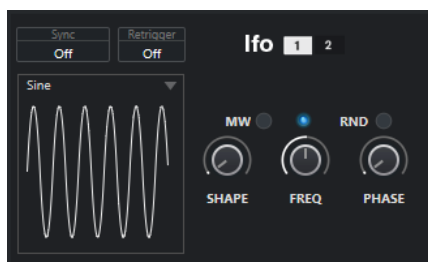 Sync
Off
Retrigger
Off
Lfo 1 2
Sine
MW RND
SHAPE FREQ PHASE